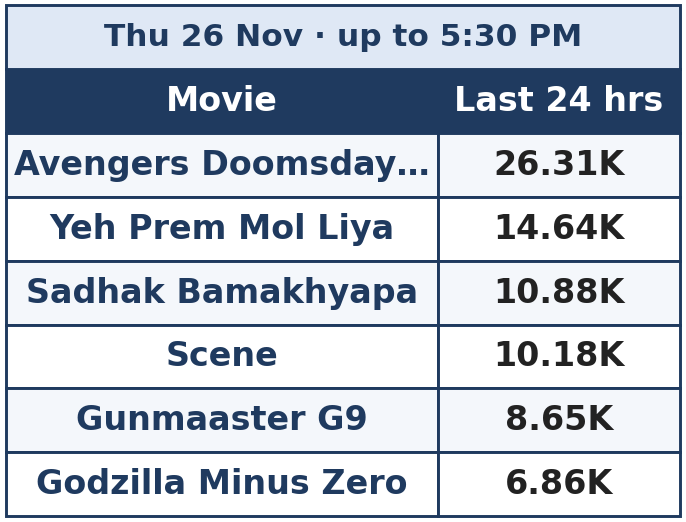 Thu 26 Nov · up to 5:30 PM
Movie Last 24 hrs
Avengers Doomsday... 26.31K
Yeh Prem Mol Liya 14.64K
Sadhak Bamakhyapa 10.88K
Scene 10.18K
Gunmaaster G9 8.65K
Godzilla Minus Zero 6.86K